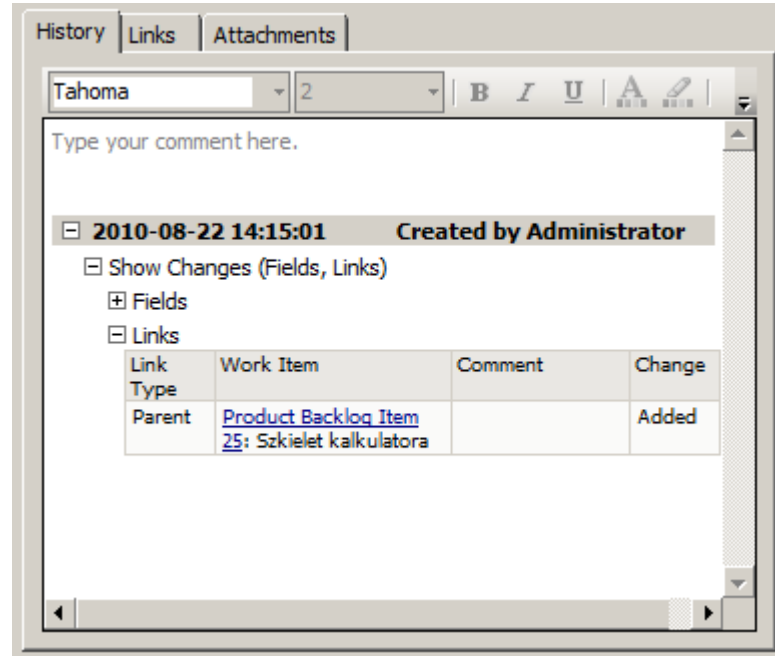 History Links Attachments
Tahoma 2 B I U A
Type your comment here.
2010-08-22 14:15:01 Created by Administrator
Show Changes (Fields, Links)
Fields
Links
Link Work Item Comment Change
Type
Parent Product Backlog Item Added
25: Szkielet kalkulatora